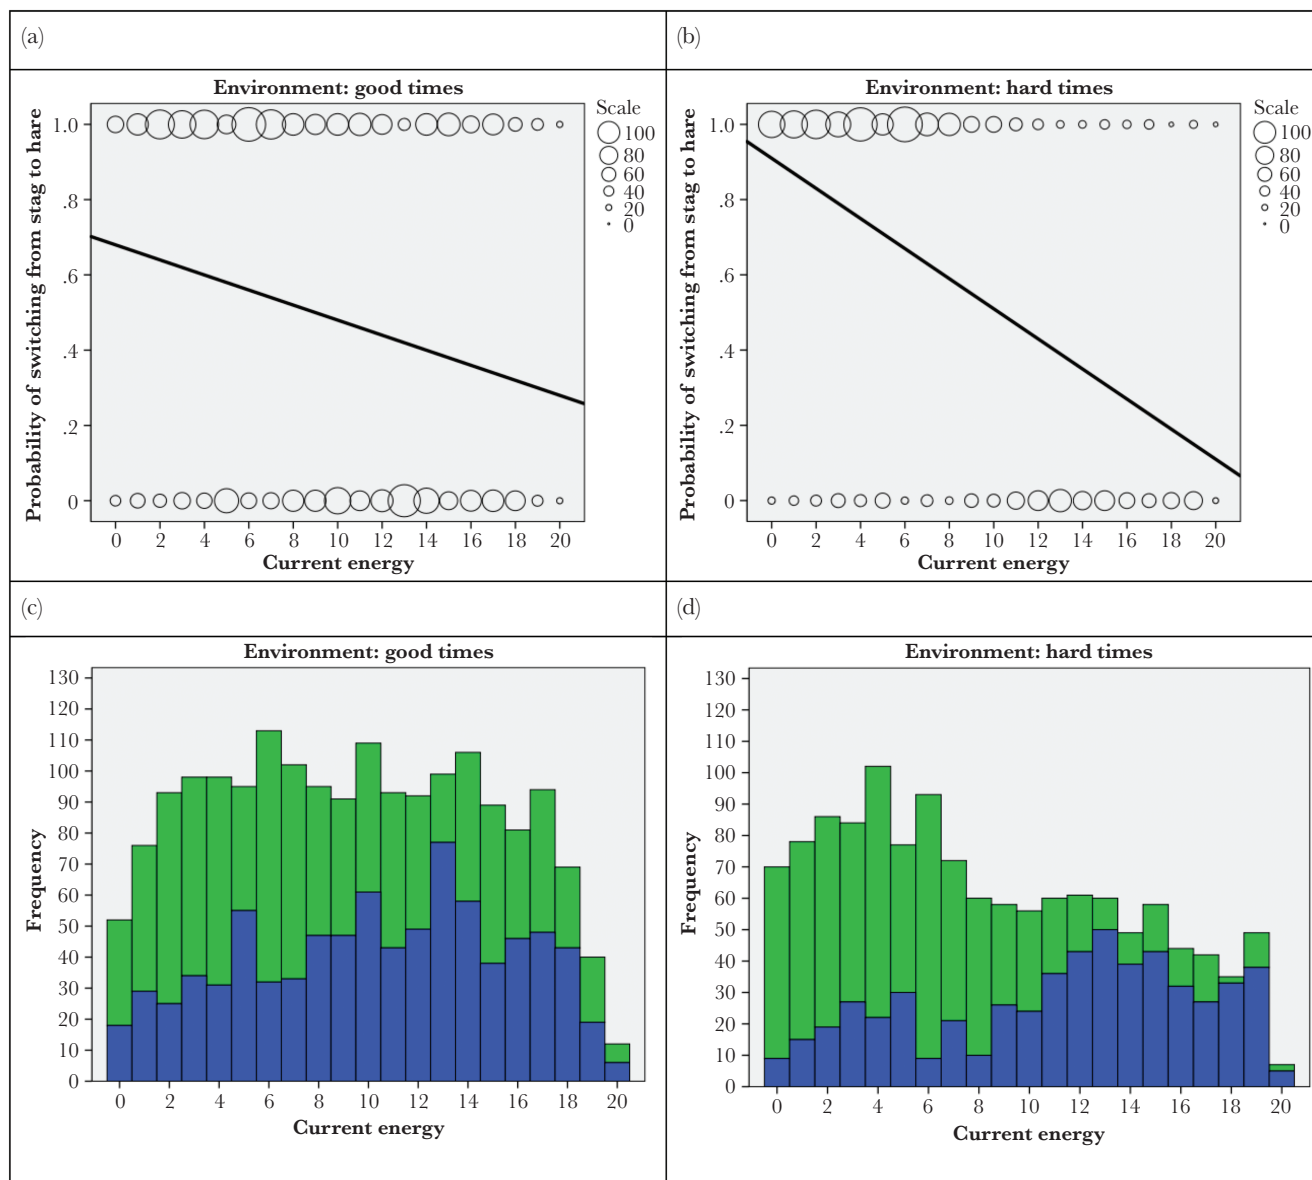 (a)
(b)
Environment: good times
Probability of switching from stag to hare
1.0
.8
.6
.4
.2
0
0 2 4 6 8 10 12 14 16 18 20
Current energy
Scale
100
80
60
40
20
0
Environment: hard times
Probability of switching from stag to hare
1.0
.8
.6
.4
.2
0
0 2 4 6 8 10 12 14 16 18 20
Current energy
Scale
100
80
60
40
20
0
(c)
(d)
Environment: good times
Frequency
130
120
110
100
90
80
70
60
50
40
30
20
10
0
0 2 4 6 8 10 12 14 16 18 20
Current energy
Environment: hard times
Frequency
130
120
110
100
90
80
70
60
50
40
30
20
10
0
0 2 4 6 8 10 12 14 16 18 20
Current energy